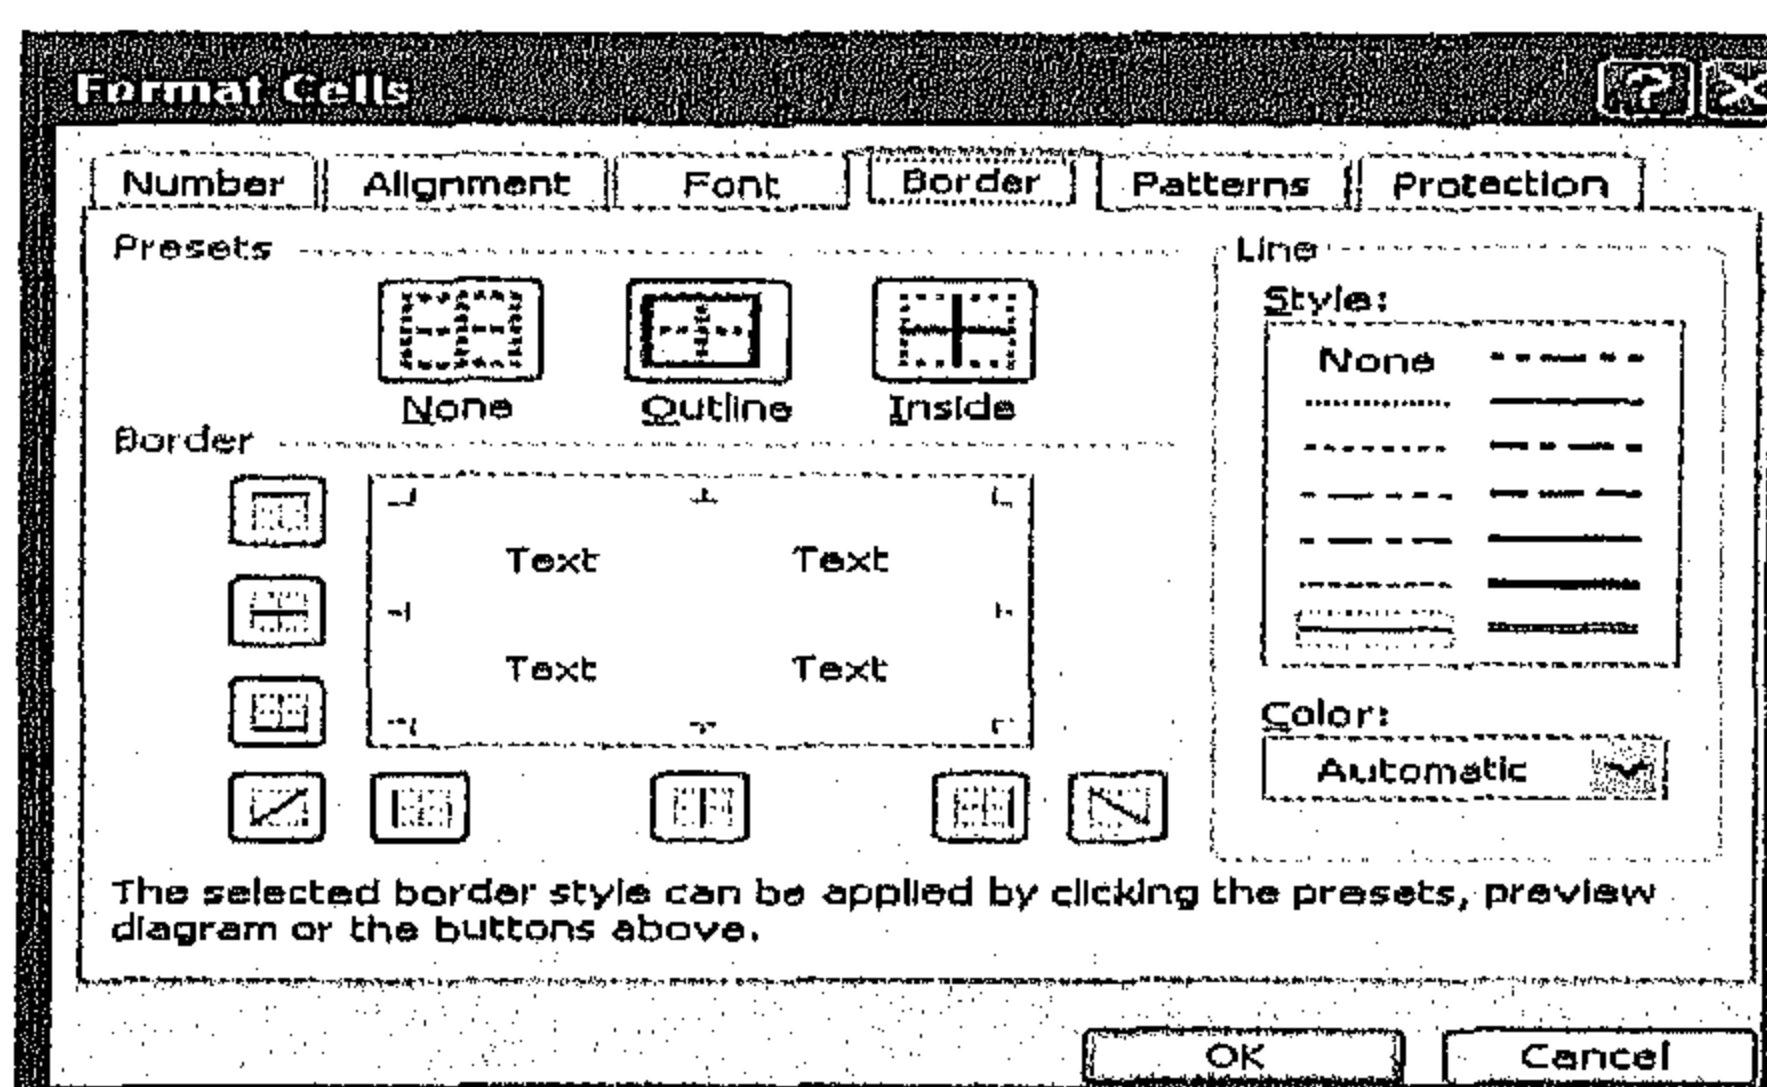 Format Cells
?
Number Alignment Font Border Patterns Protection
Presets
None Outline Inside
Border
Text Text
Text Text
Line
Style:
None
Color:
Automatic
The selected border style can be applied by clicking the presets, preview
diagram or the buttons above.
OK Cancel